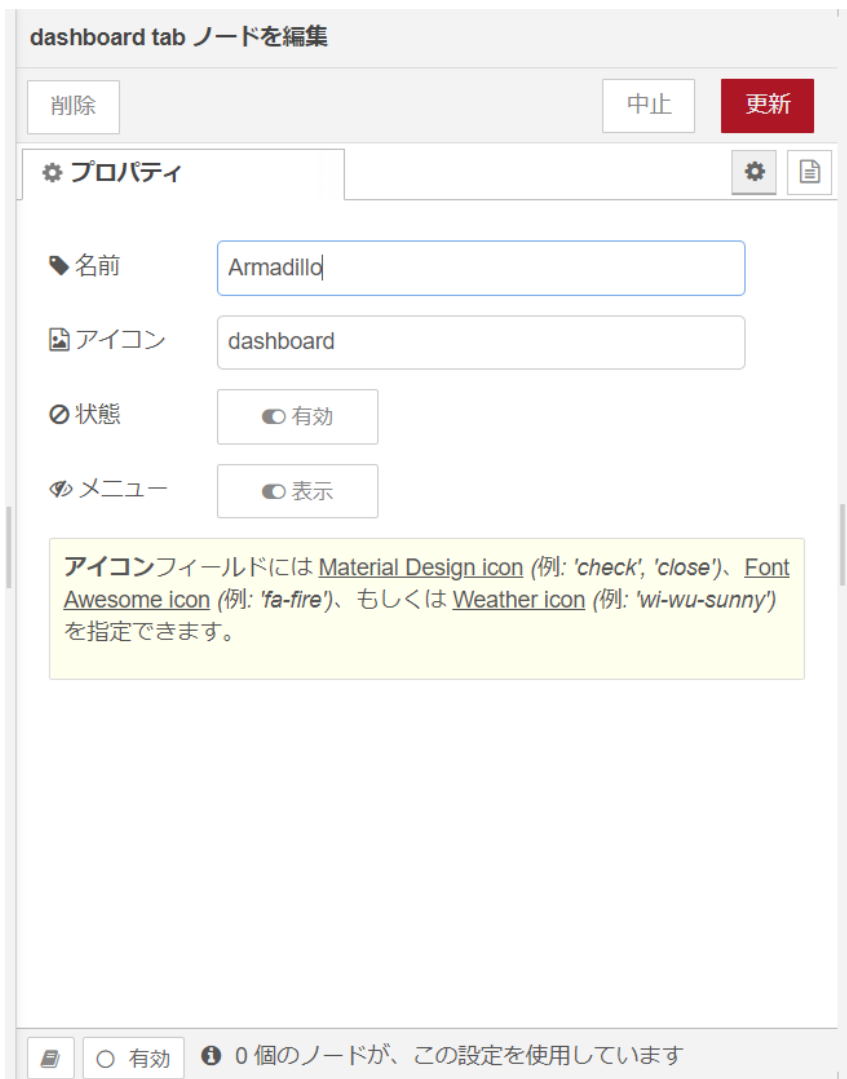 dashboard tab ノードを編集
削除 中止 更新
プロパティ
名前 Armadillo
アイコン dashboard
状態 有効
メニュー 表示
アイコンフィールドには Material Design icon (例: 'check', 'close')、Font
Awesome icon (例: 'fa-fire')、もしくは Weather icon (例: 'wi-wu-sunny')
を指定できます。
有効 0 個のノードが、この設定を使用しています